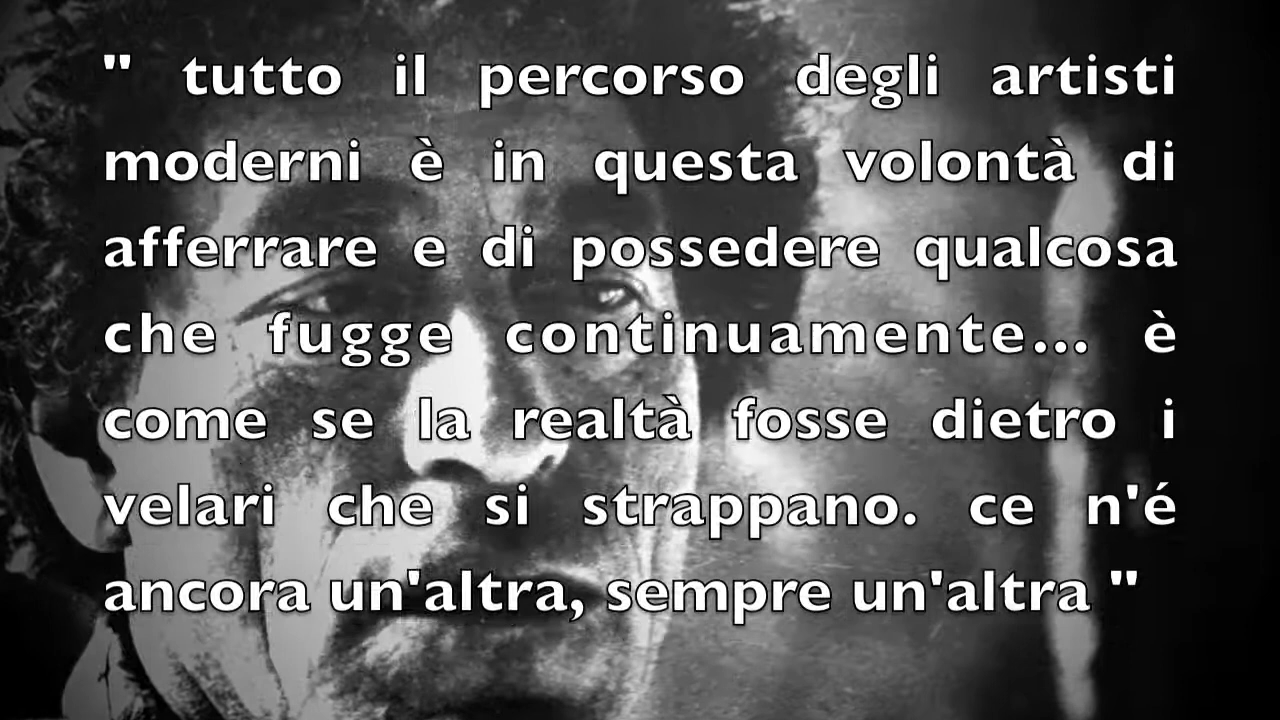 " tutto il percorso degli artisti
moderni è in questa volontà di
afferrare e di possedere qualcosa
che fugge continuamente... è
come se la realtà fosse dietro i
velari che si strappano. ce n'é
ancora un'altra, sempre un'altra "